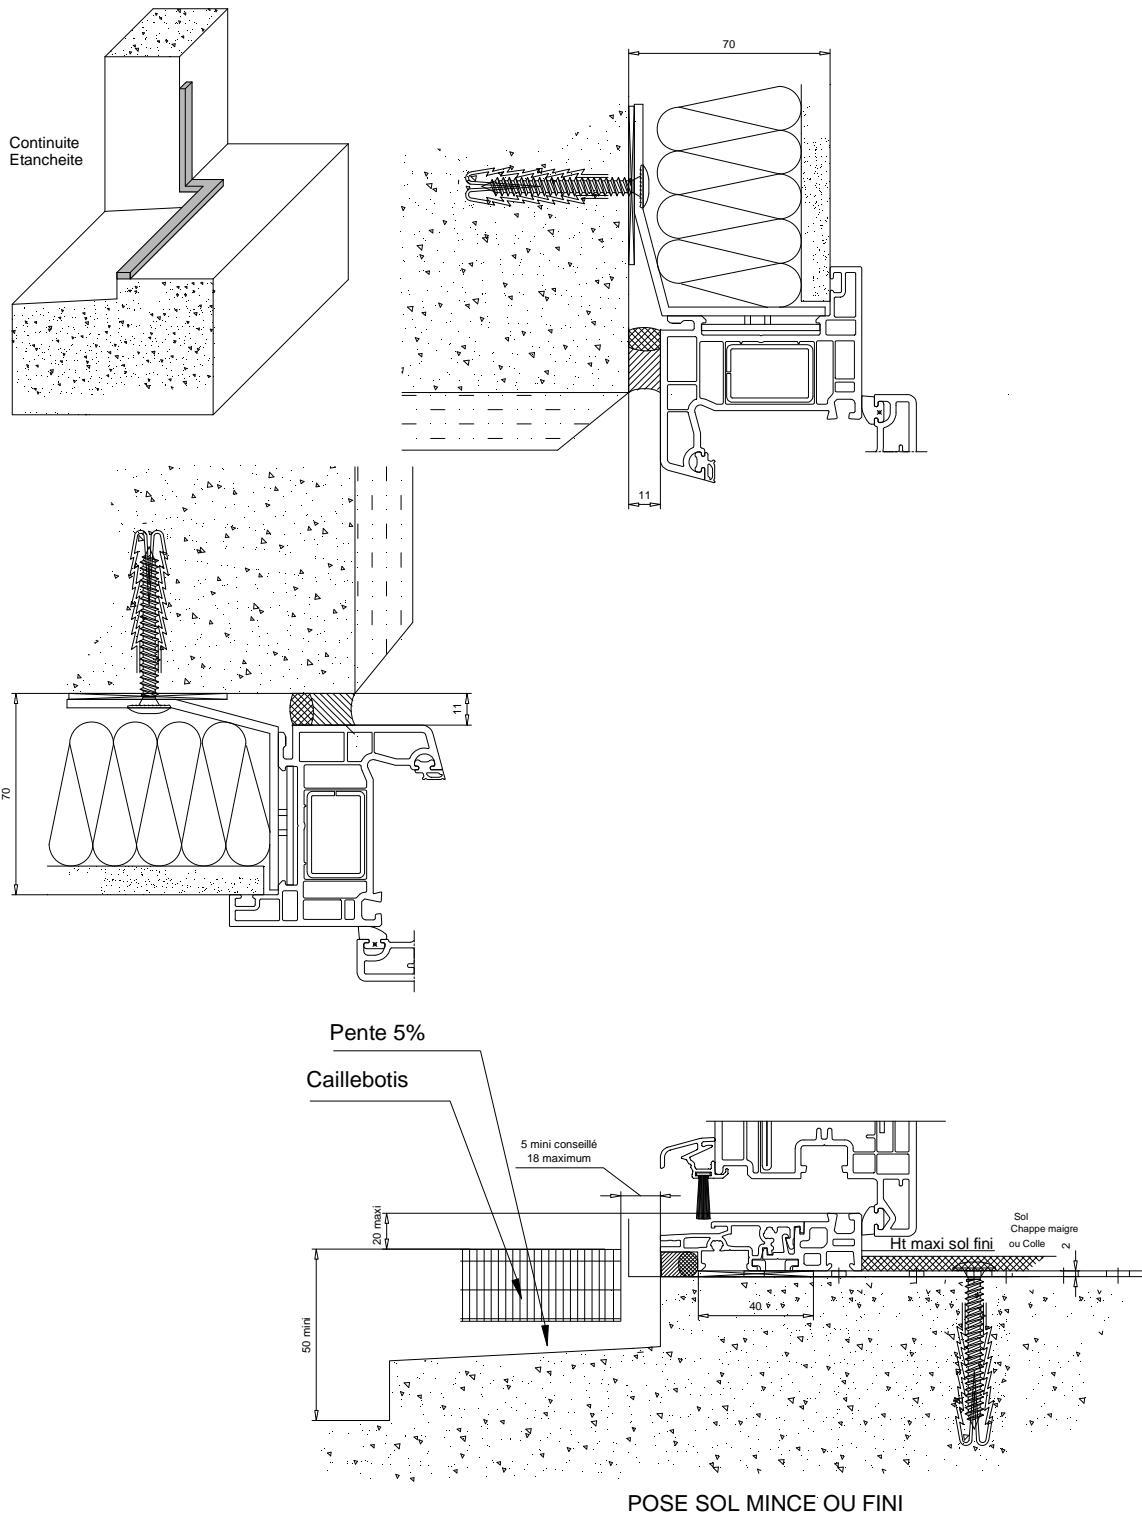 Continuite
Etancheite
70
11
11
70
Pente 5%
Caillebotis
5 mini conseillé
18 maximum
20 maxi
50 mini
40
Ht maxi sol fini
Sol
Chappe maigre
ou Colle
2
POSE SOL MINCE OU FINI